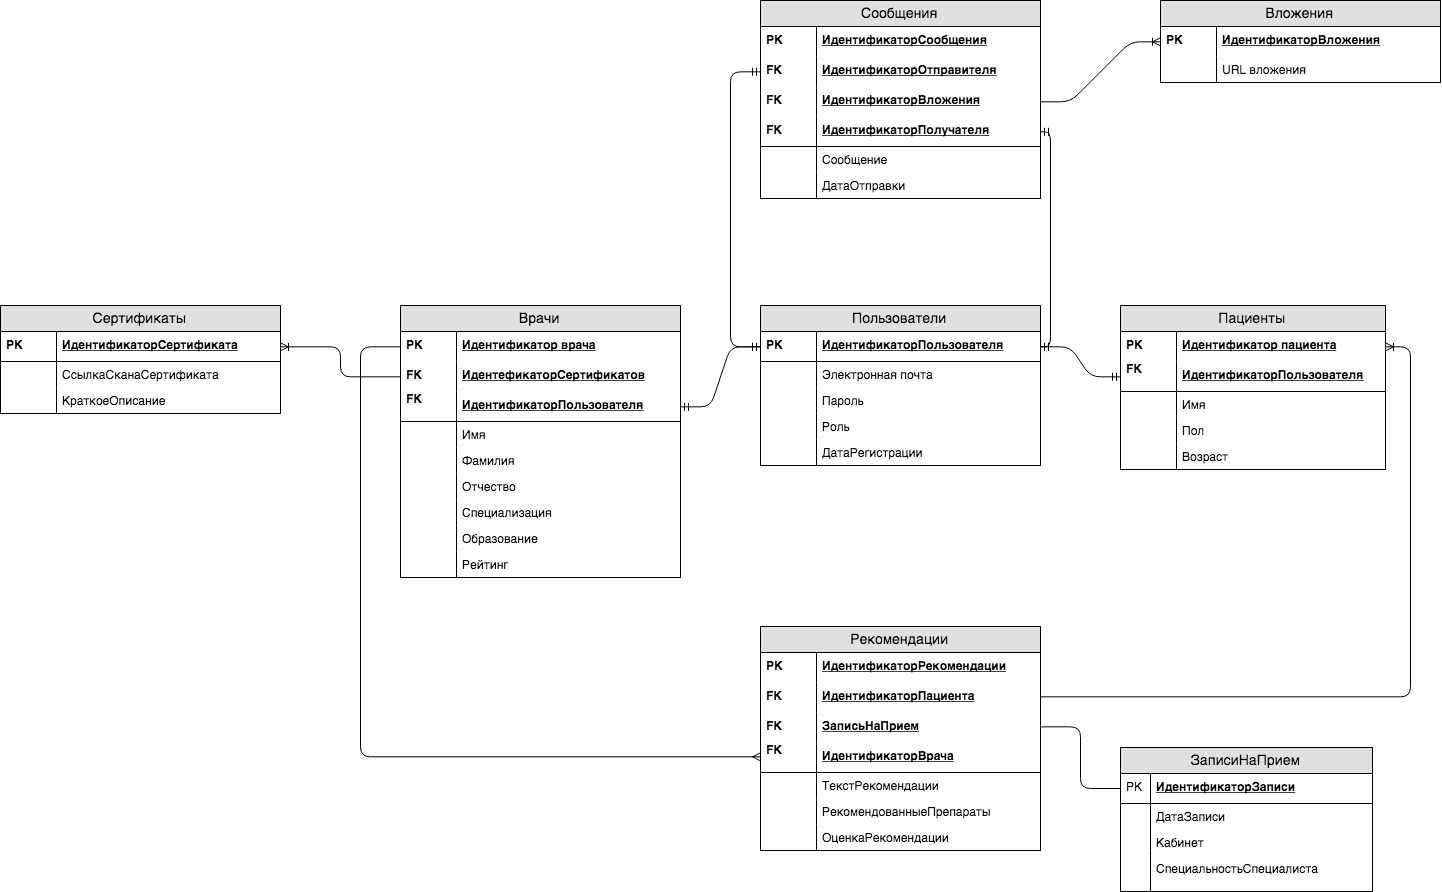 Сообщения
PK ИдентификаторСообщения
FK ИдентификаторОтправителя
FK ИдентификаторВложения
FK ИдентификаторПолучателя
Сообщение
ДатаОтправки
Вложения
PK ИдентификаторВложения
URL вложения
Сертификаты
PK ИдентификаторСертификата
СсылкаСканаСертификата
КраткоеОписание
Врачи
PK Идентификатор врача
FK ИдентефикаторСертификатов
FK ИдентификаторПользователя
Имя
Фамилия
Отчество
Специализация
Образование
Рейтинг
Пользователи
PK ИдентификаторПользователя
Электронная почта
Пароль
Роль
ДатаРегистрации
Пациенты
PK Идентификатор пациента
FK ИдентификаторПользователя
Имя
Пол
Возраст
Рекомендации
PK ИдентификаторРекомендации
FK ИдентификаторПациента
FK ЗаписьНаПрием
FK ИдентификаторВрача
ТекстРекомендации
РекомендованныеПрепараты
ОценкаРекомендации
ЗаписиНаПрием
PK ИдентификаторЗаписи
ДатаЗаписи
Кабинет
СпециальностьСпециалиста